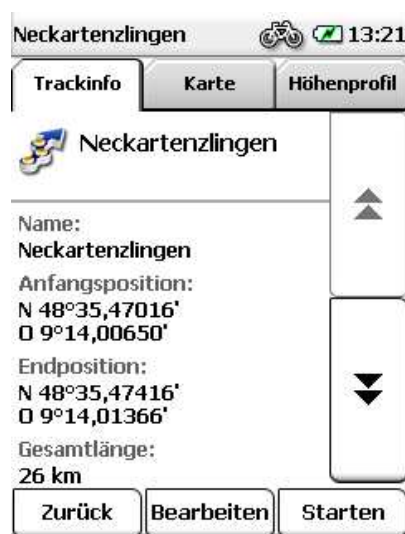 Neckartenzlingen 13:21
Trackinfo Karte Höhenprofil
Neckartenzlingen
Name:
Neckartenzlingen
Anfangsposition:
N 48°35,47016'
O 9°14,00650'
Endposition:
N 48°35,47416'
O 9°14,01366'
Gesamtlänge:
26 km
Zurück Bearbeiten Starten